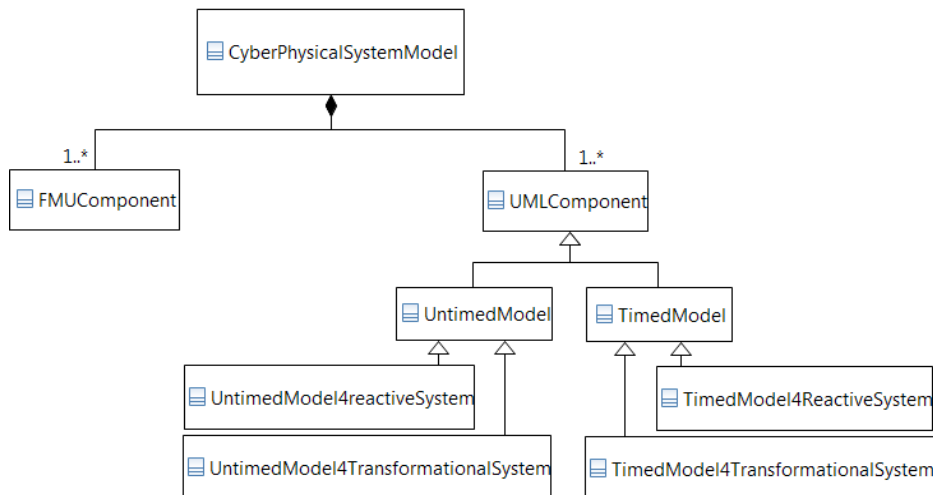 CyberPhysicalSystemModel
1..*
1..*
FMUComponent
UMLComponent
UntimedModel
TimedModel
UntimedModel4reactiveSystem
TimedModel4ReactiveSystem
UntimedModel4TransformationalSystem
TimedModel4TransformationalSystem